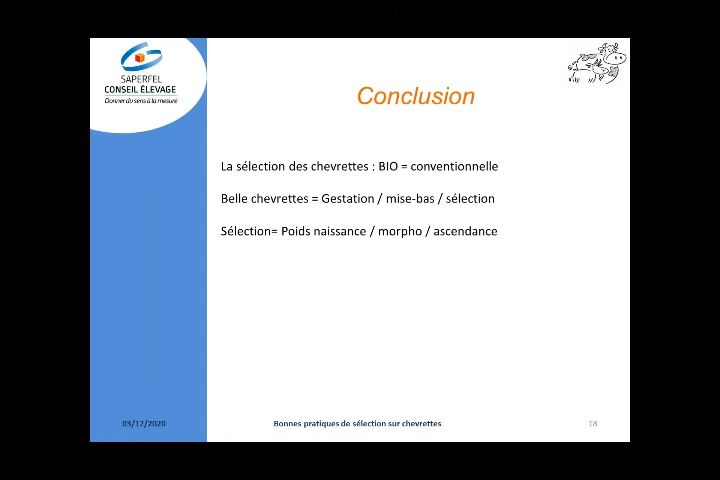 SAPERFEL
CONSEIL ÉLEVAGE
Donner du sens à la mesure
Conclusion
La sélection des chevrettes : BIO = conventionnelle
Belle chevrettes = Gestation / mise-bas / sélection
Sélection= Poids naissance / morpho / ascendance
03/12/2020
Bonnes pratiques de sélection sur chevrettes
18